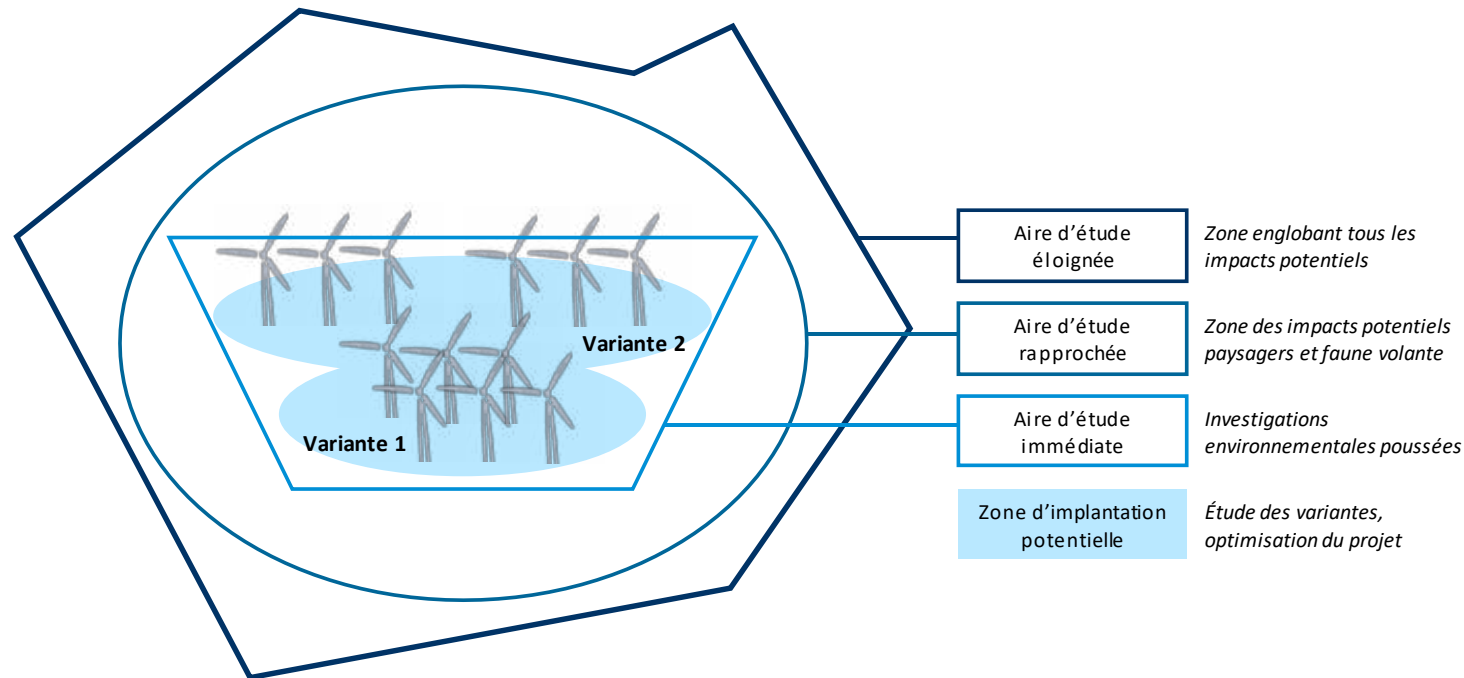 Aire d'étude
éloignée
Zone englobant tous les
impacts potentiels
Aire d'étude
rapprochée
Zone des impacts potentiels
paysagers et faune volante
Variante 2
Aire d'étude
immédiate
Investigations
environnementales poussées
Variante 1
Zone d'implantation
potentielle
Étude des variantes,
optimisation du projet